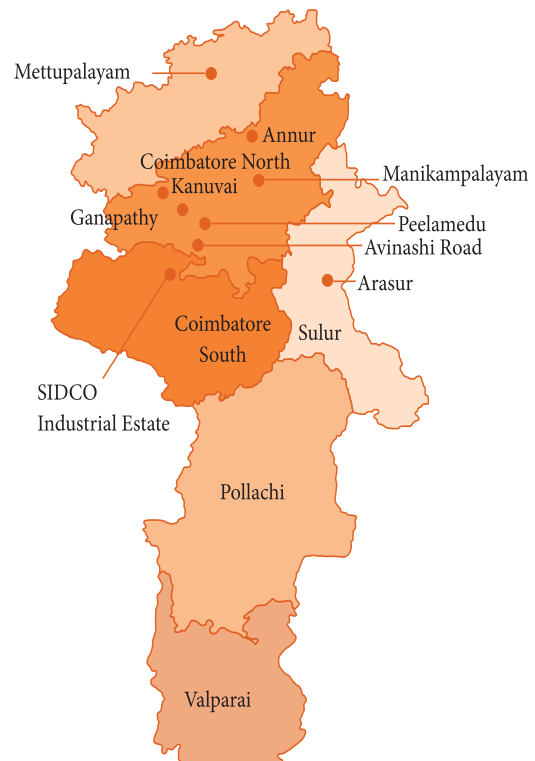 Mettupalayam
Annur
Coimbatore North
Manikampalayam
Kanuvai
Ganapathy
Peelamedu
Avinashi Road
Arasur
Coimbatore
South
Sulur
SIDCO
Industrial Estate
Pollachi
Valparai